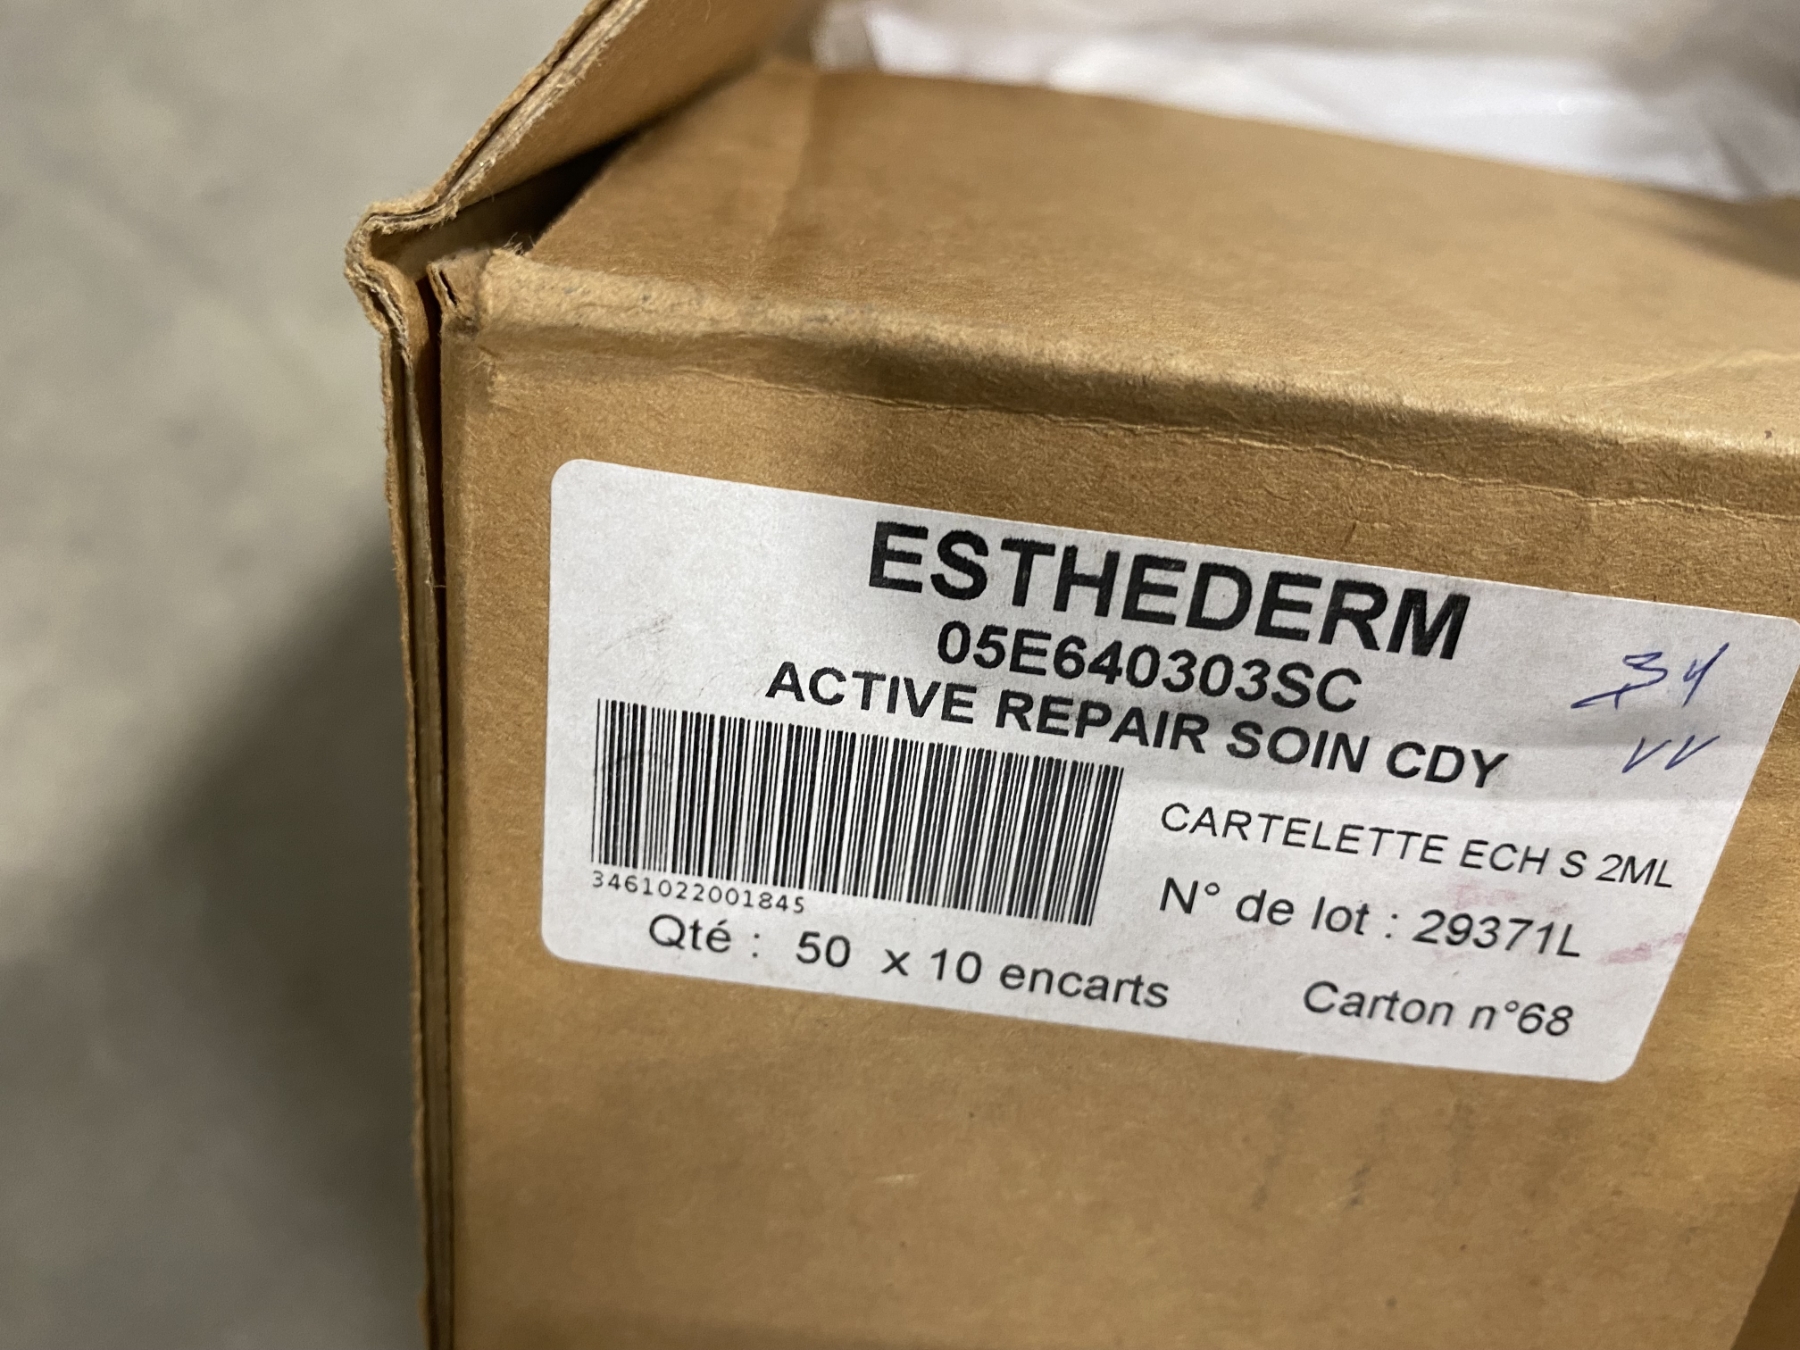 ESTHEDERM
05E640303SC
34
ACTIVE REPAIR SOIN CDY
CARTELETTE ECH S 2ML
3461022001845
N° de lot : 29371L
Qté : 50 x 10 encarts
Carton n°68